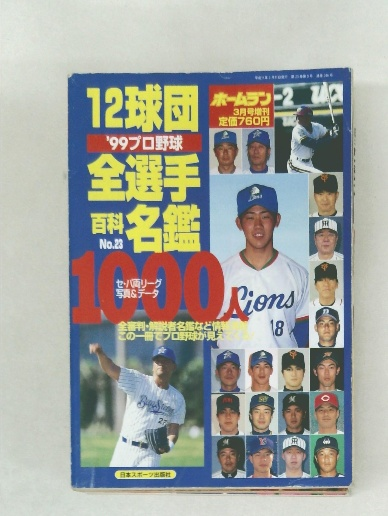 12球団
'99プロ野球
全選手
百科
No.23
名鑑
ホームラン
3月号増刊
定価760円
セ・パ両リーグ
写真&データ
1000人
全審判・解説者名鑑など情報
この一冊でプロ野球が見え
Lions
18
BayStars
日本スポーツ出版社